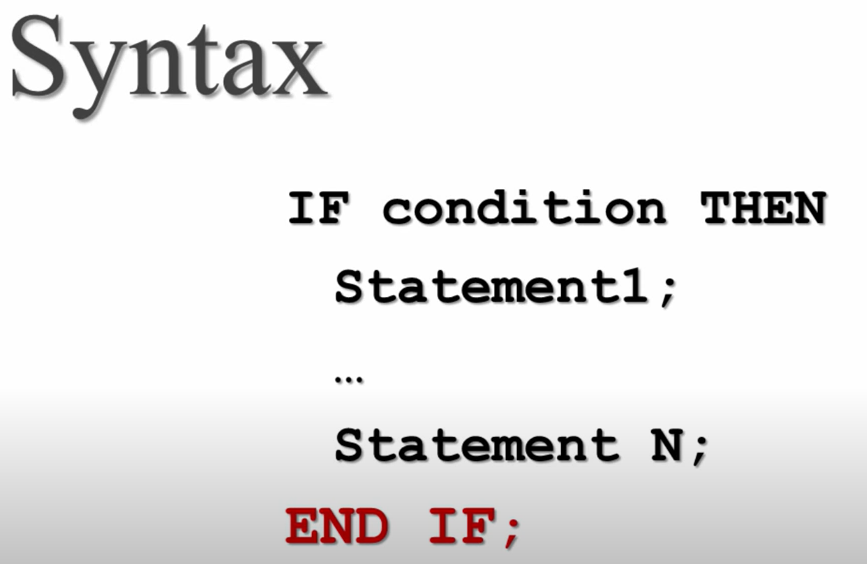 Syntax
IF condition THEN
Statement1;
…
Statement N;
END IF;